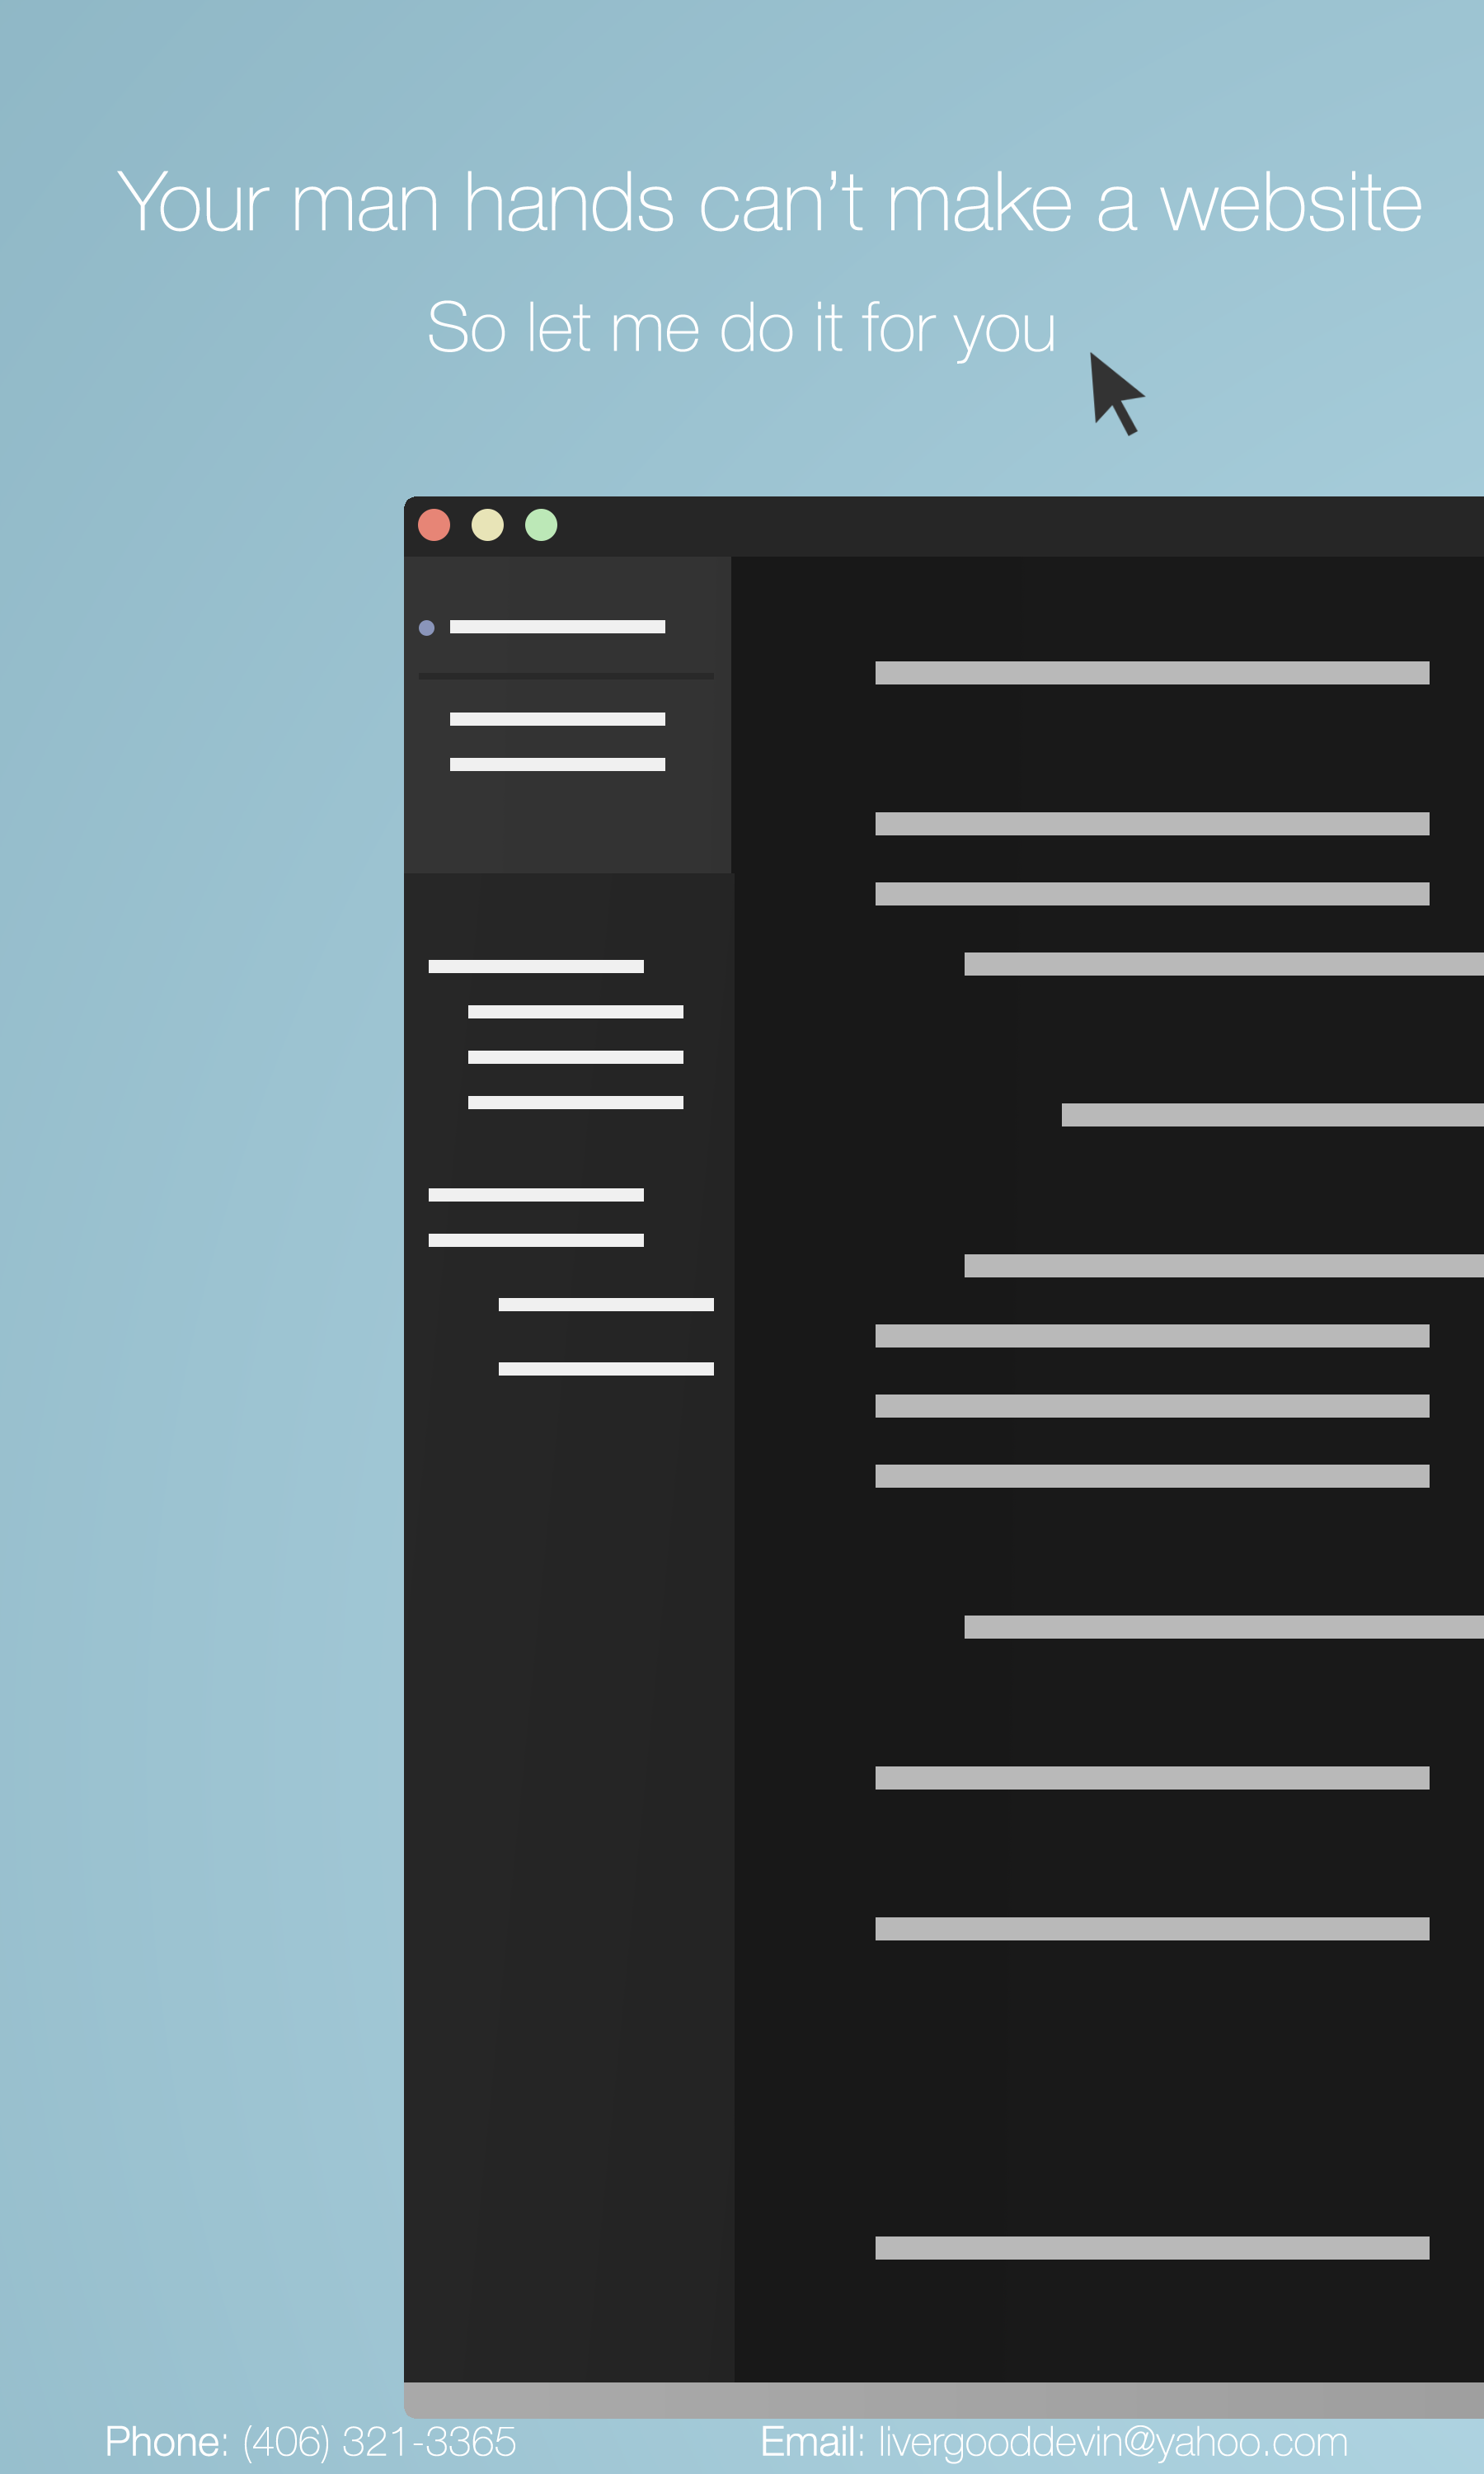 Your man hands can’t make a website
So let me do it for you
Phone: (406) 321-3365 Email: livergooddevin@yahoo.com